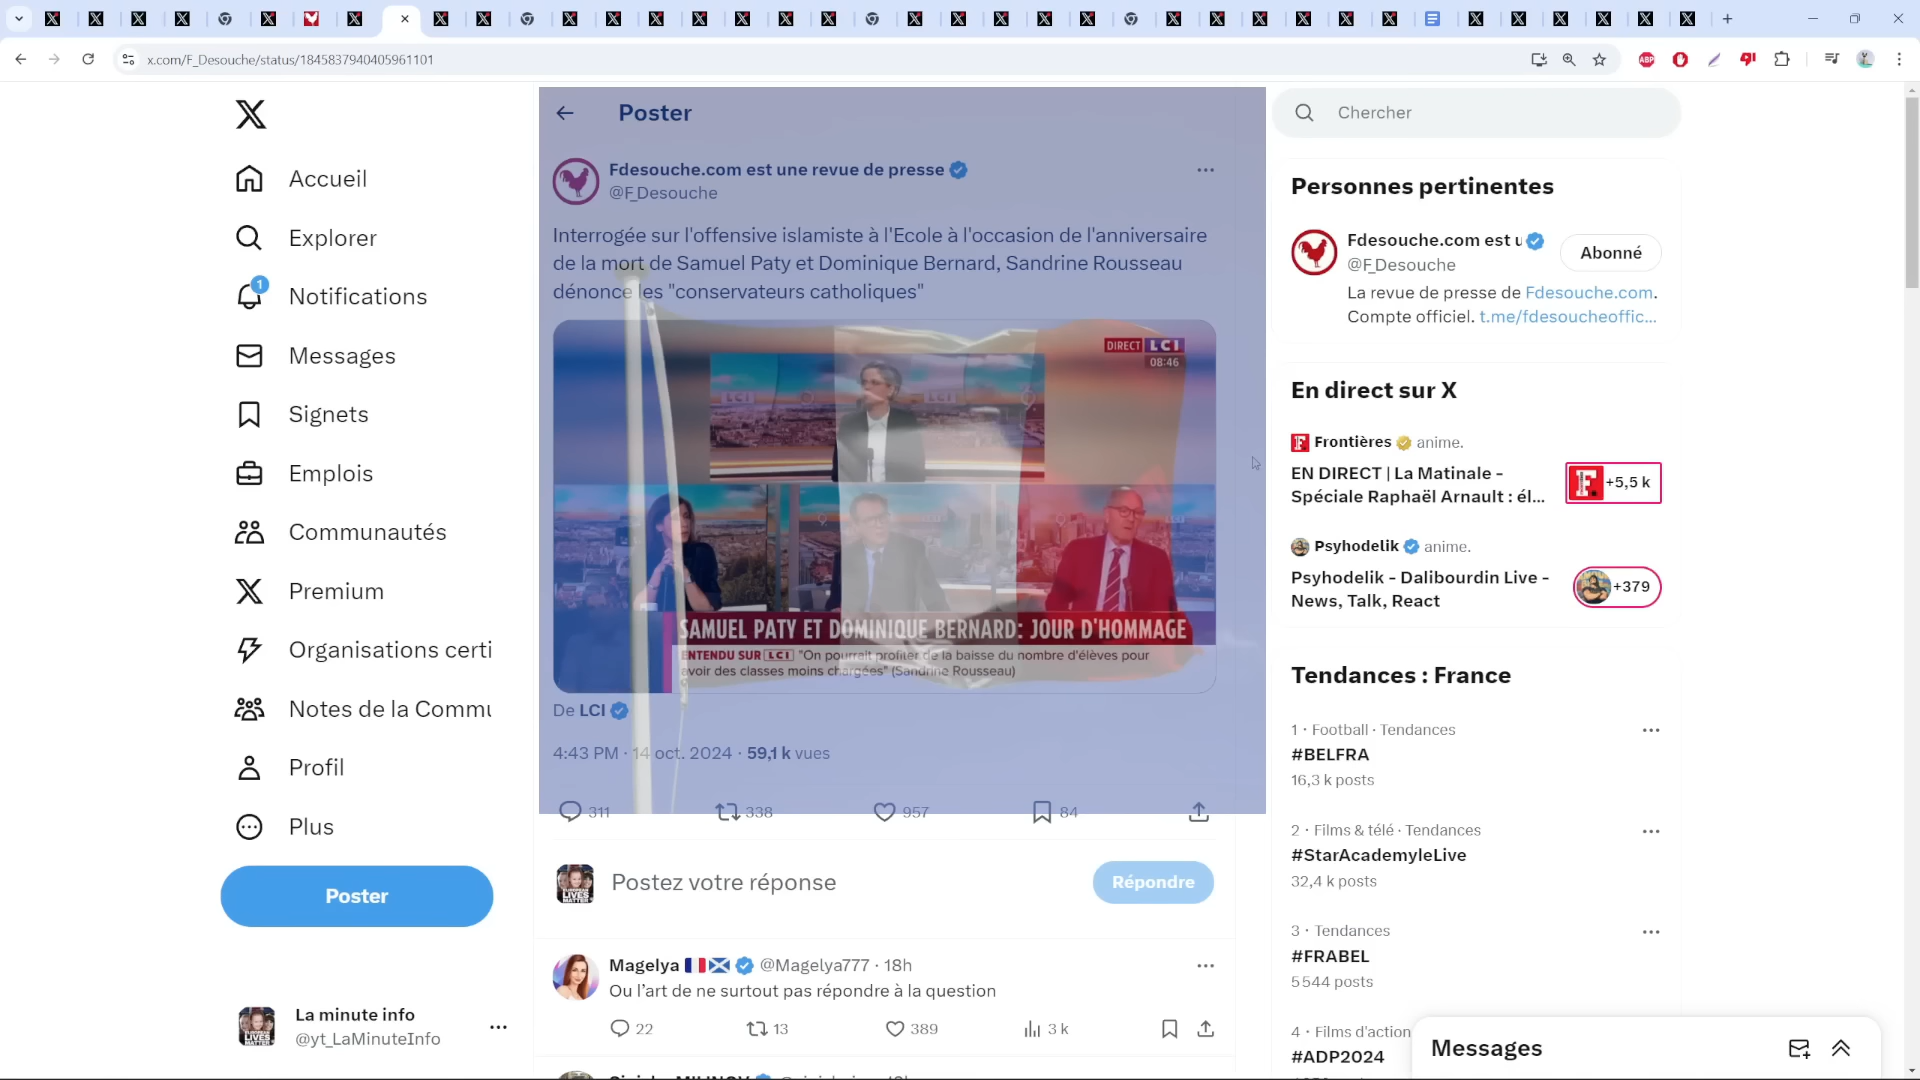 x.com/F_Desouche/status/1845837940405961101
ABP
Accueil
Explorer
1
Notifications
Messages
Signets
Emplois
Communautés
Premium
Organisations certi
Notes de la Commu
Profil
Plus
Poster
La minute info
@yt_LaMinuteInfo
Poster
Fdesouche.com est une revue de presse
@F_Desouche
Interrogée sur l'offensive islamiste à l'Ecole à l'occasion de l'anniversaire
de la mort de Samuel Paty et Dominique Bernard, Sandrine Rousseau
dénonce les "conservateurs catholiques"
DIRECT LCI
08:46
LCI
LCI
SAMUEL PATY ET DOMINIQUE BERNARD: JOUR D'HOMMAGE
ENTENDU SUR LCI "On pourrait profiter de la baisse du nombre d'élèves pour
avoir des classes moins chargées" (Sandrine Rousseau)
De LCI
4:43 PM · 14 oct. 2024 · 59,1 k vues
311 338 957 84
EUROPEAN LIVES MATTER
Postez votre réponse
Répondre
Magelya @Magelya777 · 18h
Ou l’art de ne surtout pas répondre à la question
22 13 389 3 k
Chercher
Personnes pertinentes
Fdesouche.com est u
@F_Desouche
Abonné
La revue de presse de Fdesouche.com.
Compte officiel. t.me/fdesoucheoffic...
En direct sur X
Frontières anime.
EN DIRECT | La Matinale -
Spéciale Raphaël Arnault : él...
F +5,5 k
Psyhodelik anime.
Psyhodelik - Dalibourdin Live -
News, Talk, React
+379
Tendances : France
1 · Football · Tendances
#BELFRA
16,3 k posts
2 · Films & télé · Tendances
#StarAcademyleLive
32,4 k posts
3 · Tendances
#FRABEL
5 544 posts
4 · Films d'action
#ADP2024
Messages